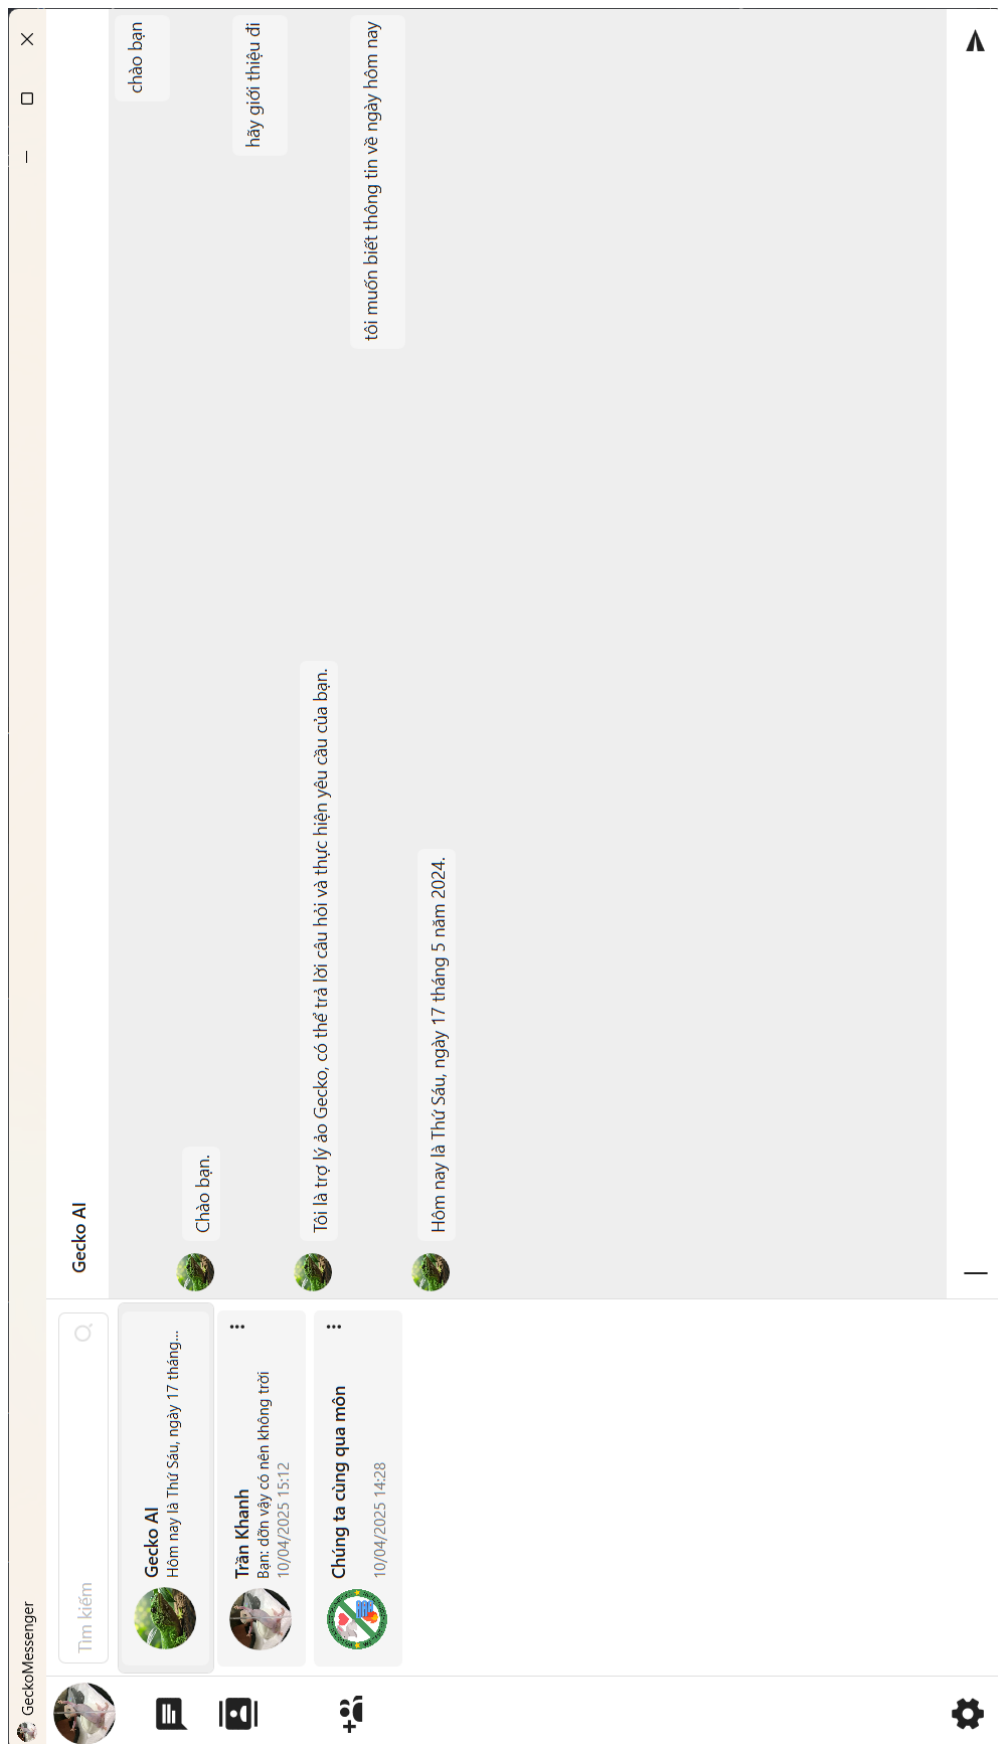 GeckoMessenger
Tìm kiếm
Gecko AI
Hôm nay là Thứ Sáu, ngày 17 tháng...
Trần Khanh
Bạn: dỡn vậy có nên không trời
10/04/2025 15:12
Chúng ta cùng qua môn
10/04/2025 14:28
Gecko AI
chào bạn
Chào bạn.
hãy giới thiệu đi
Tôi là trợ lý ảo Gecko, có thể trả lời câu hỏi và thực hiện yêu cầu của bạn.
tôi muốn biết thông tin về ngày hôm nay
Hôm nay là Thứ Sáu, ngày 17 tháng 5 năm 2024.